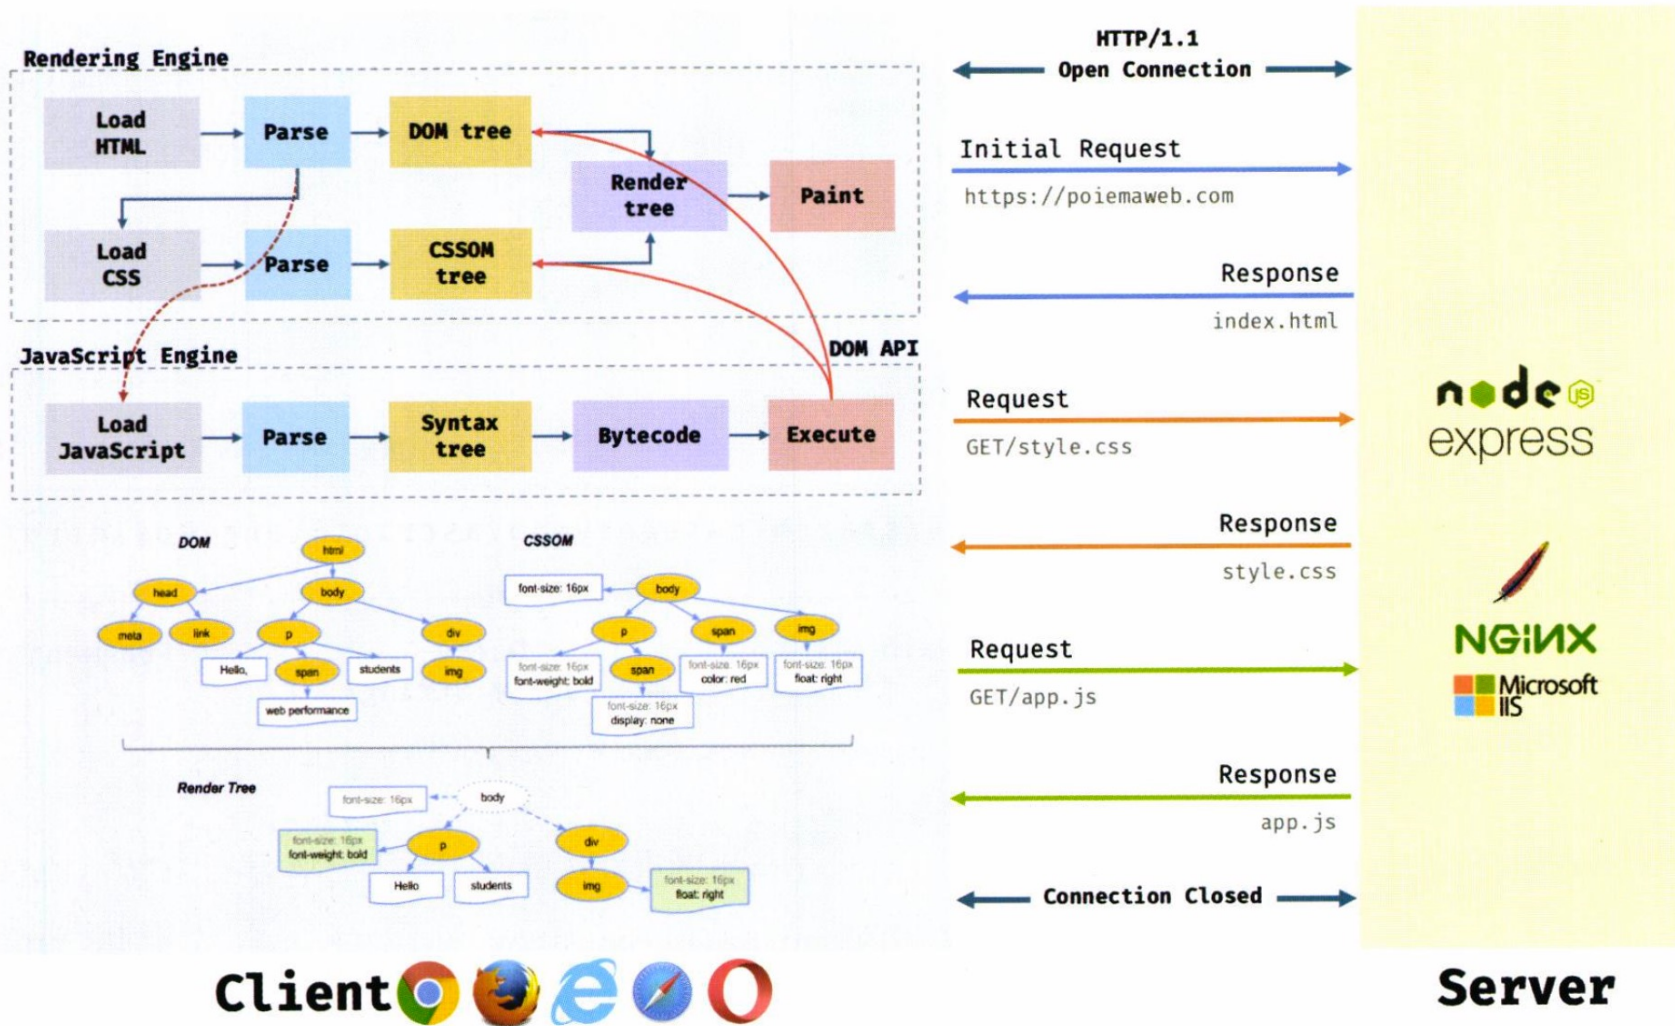 Rendering Engine
Load
HTML
Parse
DOM tree
Render
tree
Paint
Load
CSS
Parse
CSSOM
tree
JavaScript Engine
DOM API
Load
JavaScript
Parse
Syntax
tree
Bytecode
Execute
DOM
html
head
body
meta
link
p
div
Hello,
span
students
img
web performance
CSSOM
font-size: 16px
body
p
span
img
font-size: 16px
font-weight: bold
span
font-size: 16px
color: red
font-size: 16px
float: right
font-size: 16px
display: none
Render Tree
font-size: 16px
body
font-size: 16px
font-weight: bold
p
div
Hello
students
img
font-size: 16px
float: right
Client
HTTP/1.1
Open Connection
Initial Request
https://poiemaweb.com
Response
index.html
Request
GET/style.css
Response
style.css
Request
GET/app.js
Response
app.js
Connection Closed
node JS
express
NGINX
Microsoft
IIS
Server